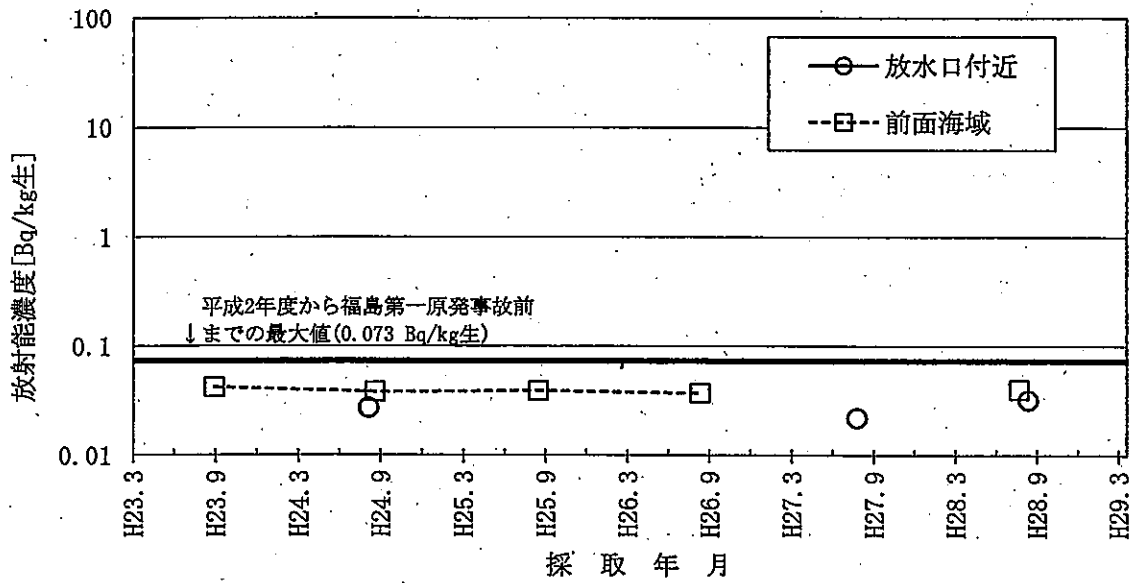 100
10
1
0.1
0.01
放射能濃度[Bq/kg生]
放水口付近
前面海域
平成2年度から福島第一原発事故前
↓までの最大値(0.073 Bq/kg生)
H23.3
H23.9
H24.3
H24.9
H25.3
H25.9
H26.3
H26.9
H27.3
H27.9
H28.3
H28.9
H29.3
採取年月